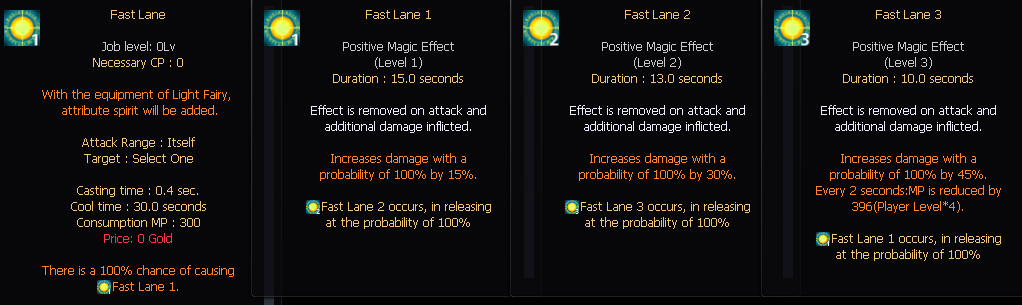 Fast Lane
1
Job level: 0Lv
Necessary CP : 0
With the equipment of Light Fairy,
attribute spirit will be added.
Attack Range : Itself
Target : Select One
Casting time : 0.4 sec.
Cool time : 30.0 seconds
Consumption MP : 300
Price: 0 Gold
There is a 100% chance of causing
1 Fast Lane 1.
Fast Lane 1
1
Positive Magic Effect
(Level 1)
Duration : 15.0 seconds
Effect is removed on attack and
additional damage inflicted.
Increases damage with a
probability of 100% by 15%.
2 Fast Lane 2 occurs, in releasing
at the probability of 100%
Fast Lane 2
2
Positive Magic Effect
(Level 2)
Duration : 13.0 seconds
Effect is removed on attack and
additional damage inflicted.
Increases damage with a
probability of 100% by 30%.
3 Fast Lane 3 occurs, in releasing
at the probability of 100%
Fast Lane 3
3
Positive Magic Effect
(Level 3)
Duration : 10.0 seconds
Effect is removed on attack and
additional damage inflicted.
Increases damage with a
probability of 100% by 45%.
Every 2 seconds:MP is reduced by
396(Player Level*4).
1 Fast Lane 1 occurs, in releasing
at the probability of 100%